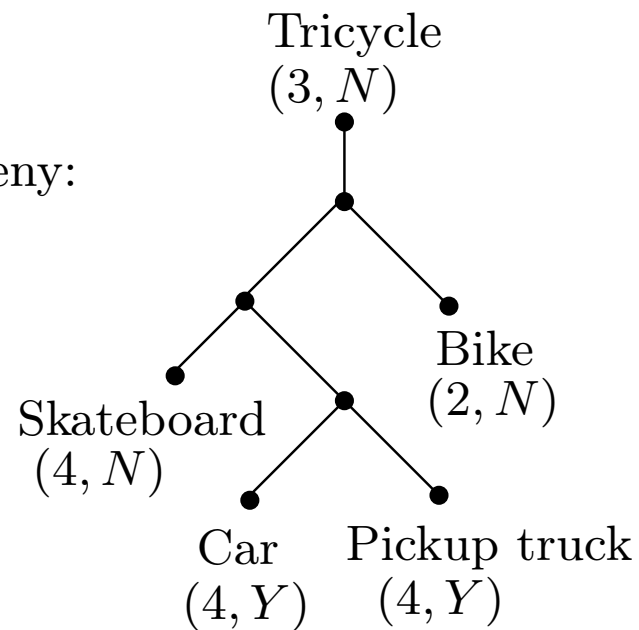 Tricycle
(3, N)
eny:
Bike
(2, N)
Skateboard
(4, N)
Car
(4, Y)
Pickup truck
(4, Y)